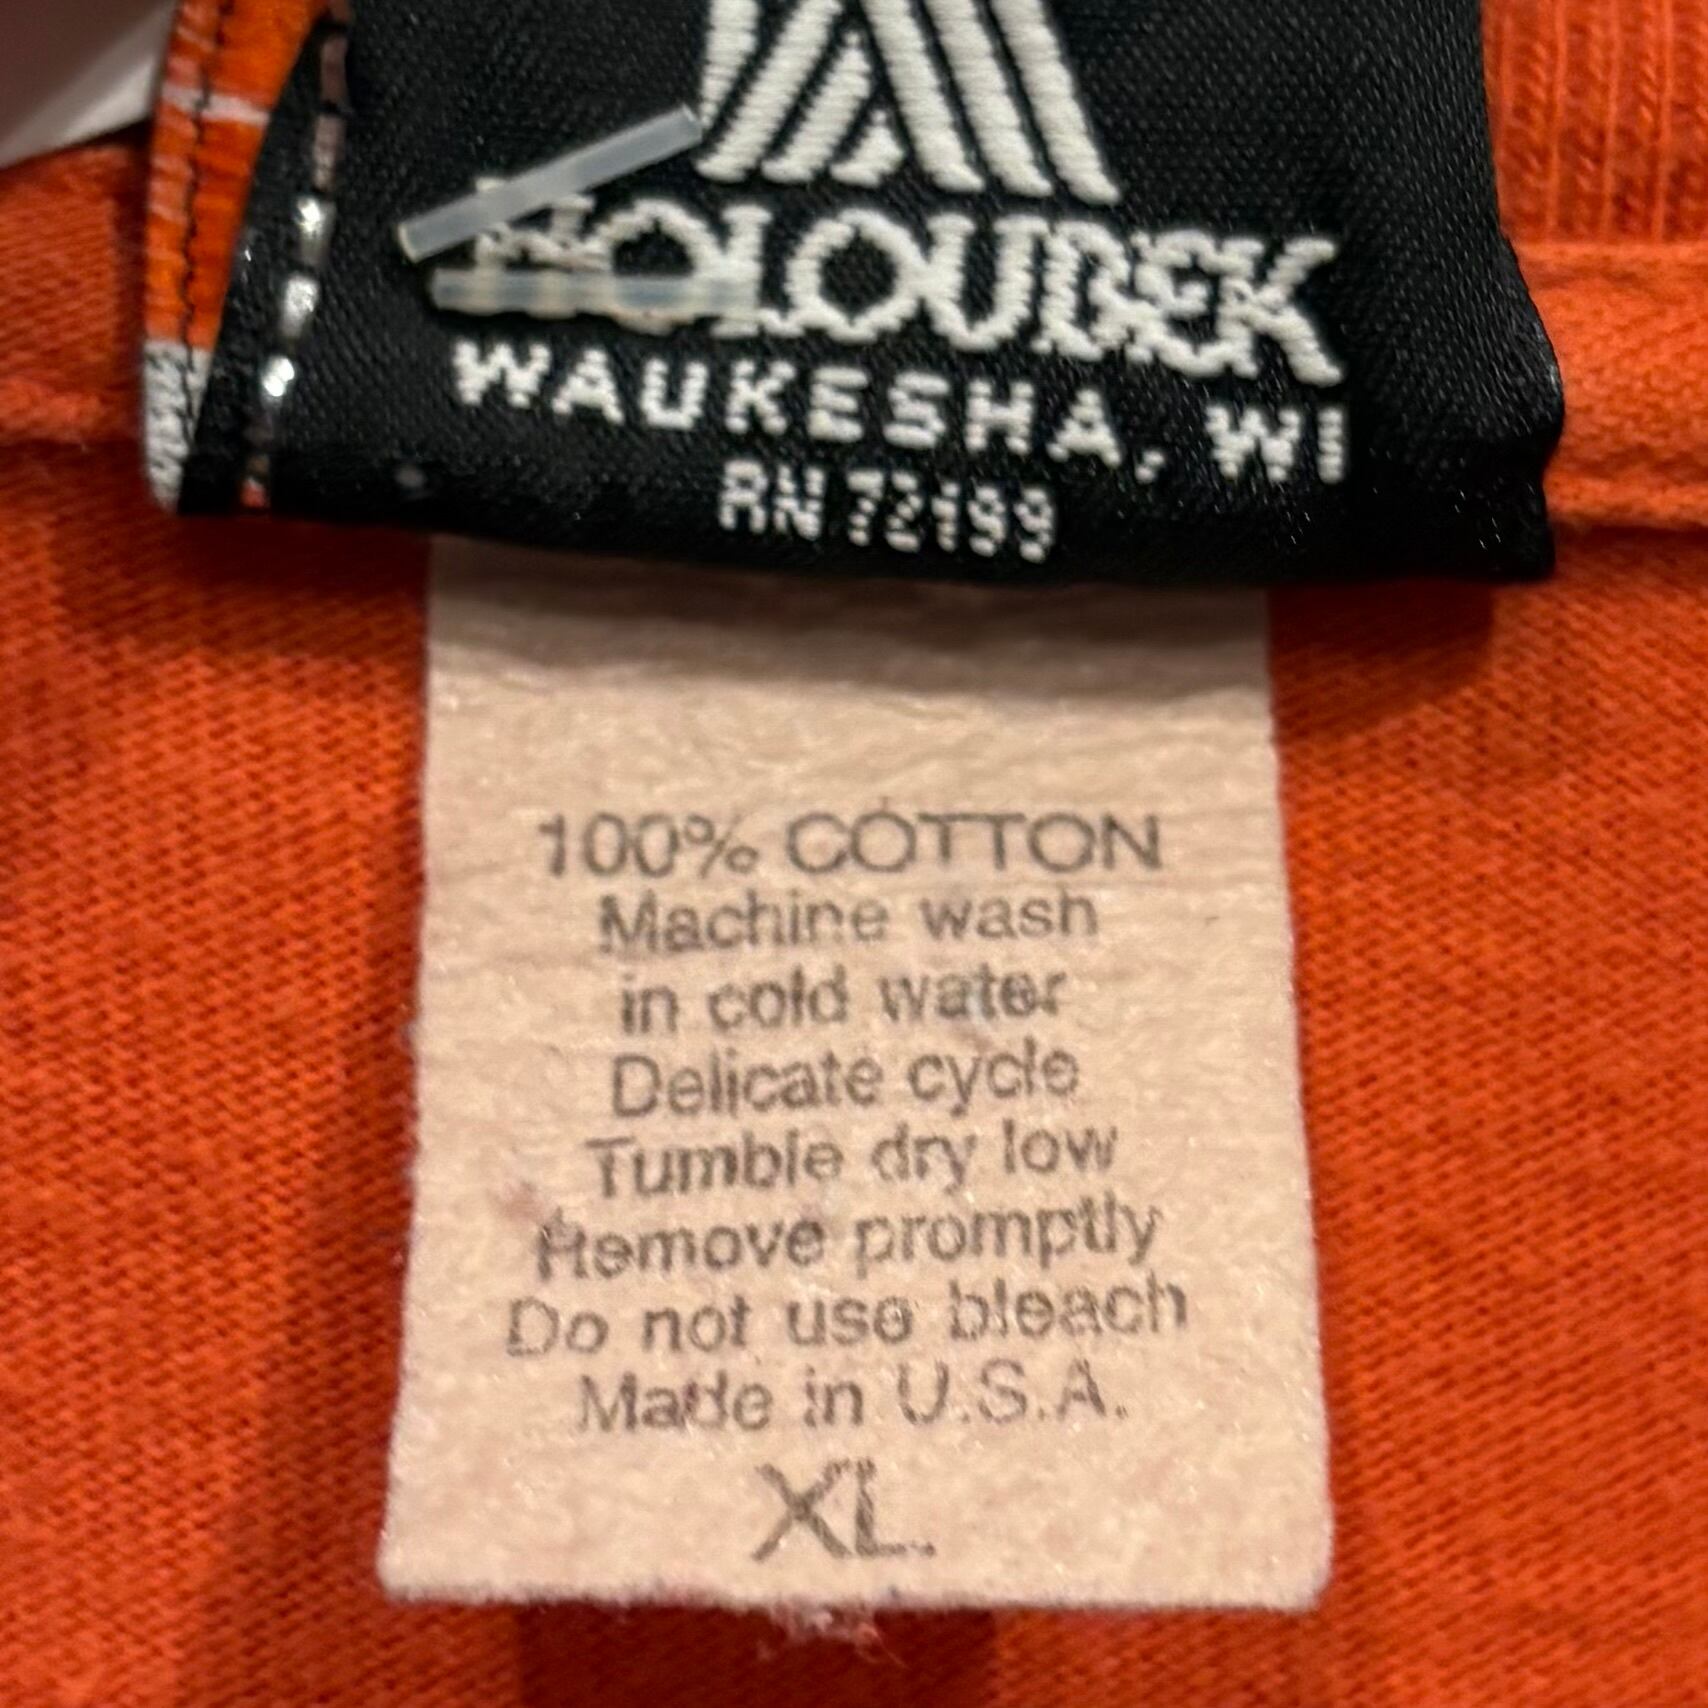 HOLOUBEK
WAUKESHA, WI
RN 72199
100% COTTON
Machine wash
in cold water
Delicate cycle
Tumble dry low
Remove promptly
Do not use bleach
Made in U.S.A.
XL